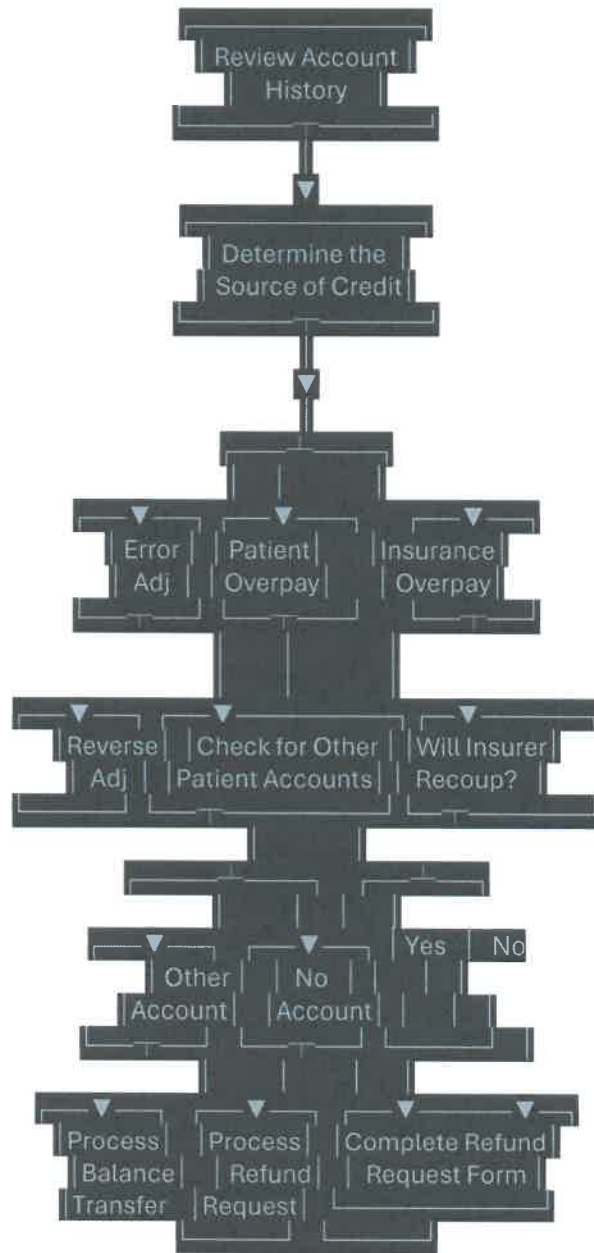 Review Account
History
Determine the
Source of Credit
Error Patient Insurance
Adj Overpay Overpay
Reverse Check for Other Will Insurer
Adj Patient Accounts Recoup?
Yes No
Other No
Account Account
Process Process Complete Refund
Balance Refund Request Form
Transfer Request